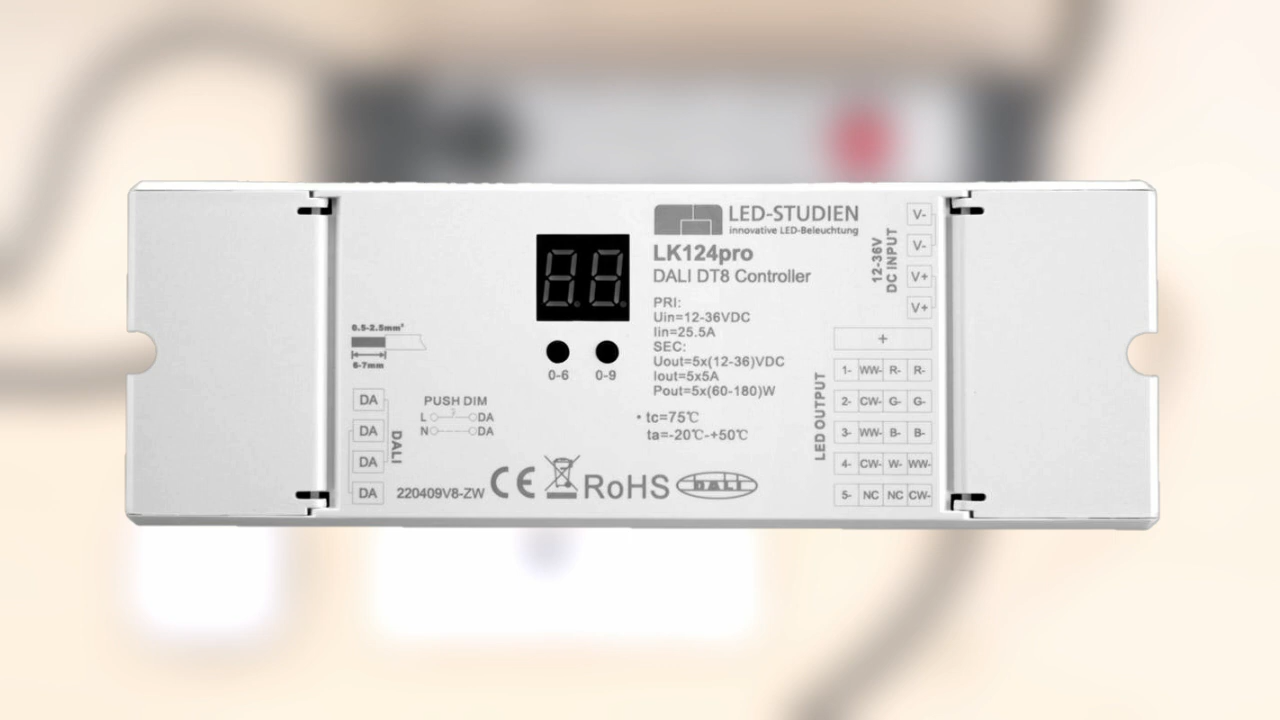 LED-STUDIEN
innovative LED-Beleuchtung
LK124pro
DALI DT8 Controller
PRI:
Uin=12-36VDC
Iin=25.5A
SEC:
Uout=5x(12-36)VDC
Iout=5x5A
Pout=5x(60-180)W
• tc=75℃
ta=-20℃-+50℃
0-6 0-9
0.5-2.5mm²
6-7mm
DA
DA
DA
DA
DALI
PUSH DIM
L DA
N DA
220409V8-ZW CE RoHS DALI
12-36V
DC INPUT
V-
V-
V+
V+
LED OUTPUT
+
1- WW- R- R-
2- CW- G- G-
3- WW- B- B-
4- CW- W- WW-
5- NC NC CW-